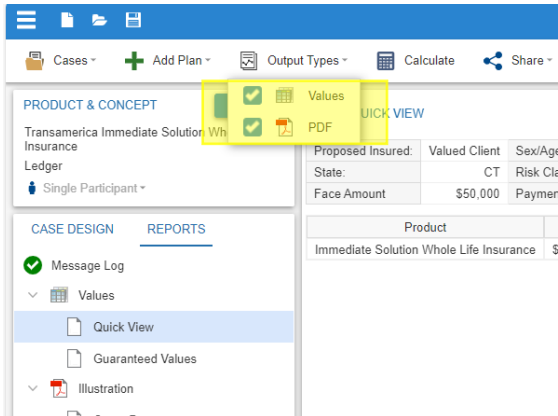 Cases
Add Plan
Output Types
Calculate
Share
Values
PDF
PRODUCT & CONCEPT
Transamerica Immediate Solution Wh
Insurance
Ledger
Single Participant
CASE DESIGN
REPORTS
Message Log
Values
Quick View
Guaranteed Values
Illustration
QUICK VIEW
Proposed Insured: Valued Client Sex/Age
State: CT Risk Cla
Face Amount $50,000 Paymen
Product
Immediate Solution Whole Life Insurance $